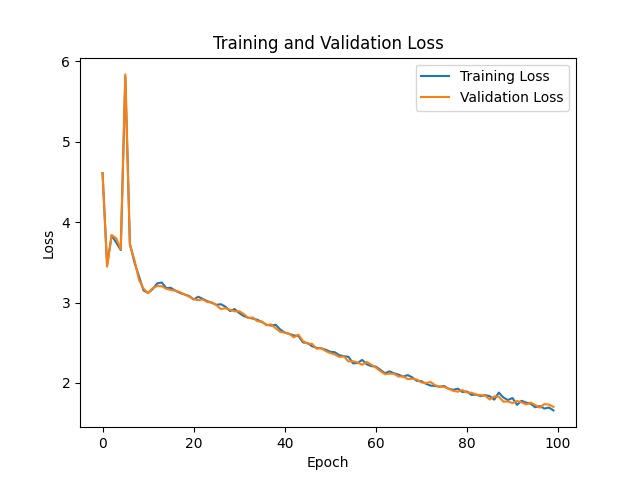 Training and Validation Loss
Training Loss
Validation Loss
6
5
4
3
2
Loss
0 20 40 60 80 100
Epoch